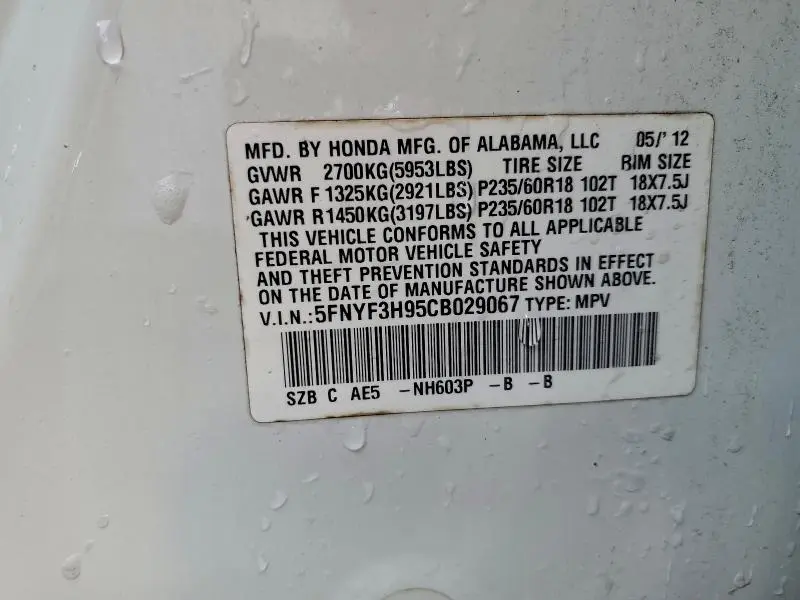 MFD. BY HONDA MFG. OF ALABAMA, LLC 05/' 12
GVWR 2700KG(5953LBS) TIRE SIZE RIM SIZE
GAWR F 1325KG(2921LBS) P235/60R18 102T 18X7.5J
GAWR R1450KG(3197LBS) P235/60R18 102T 18X7.5J
THIS VEHICLE CONFORMS TO ALL APPLICABLE
FEDERAL MOTOR VEHICLE SAFETY
AND THEFT PREVENTION STANDARDS IN EFFECT
ON THE DATE OF MANUFACTURE SHOWN ABOVE.
V.I.N.:5FNYF3H95CB029067 TYPE: MPV
SZB C AE5 -NH603P -B -B